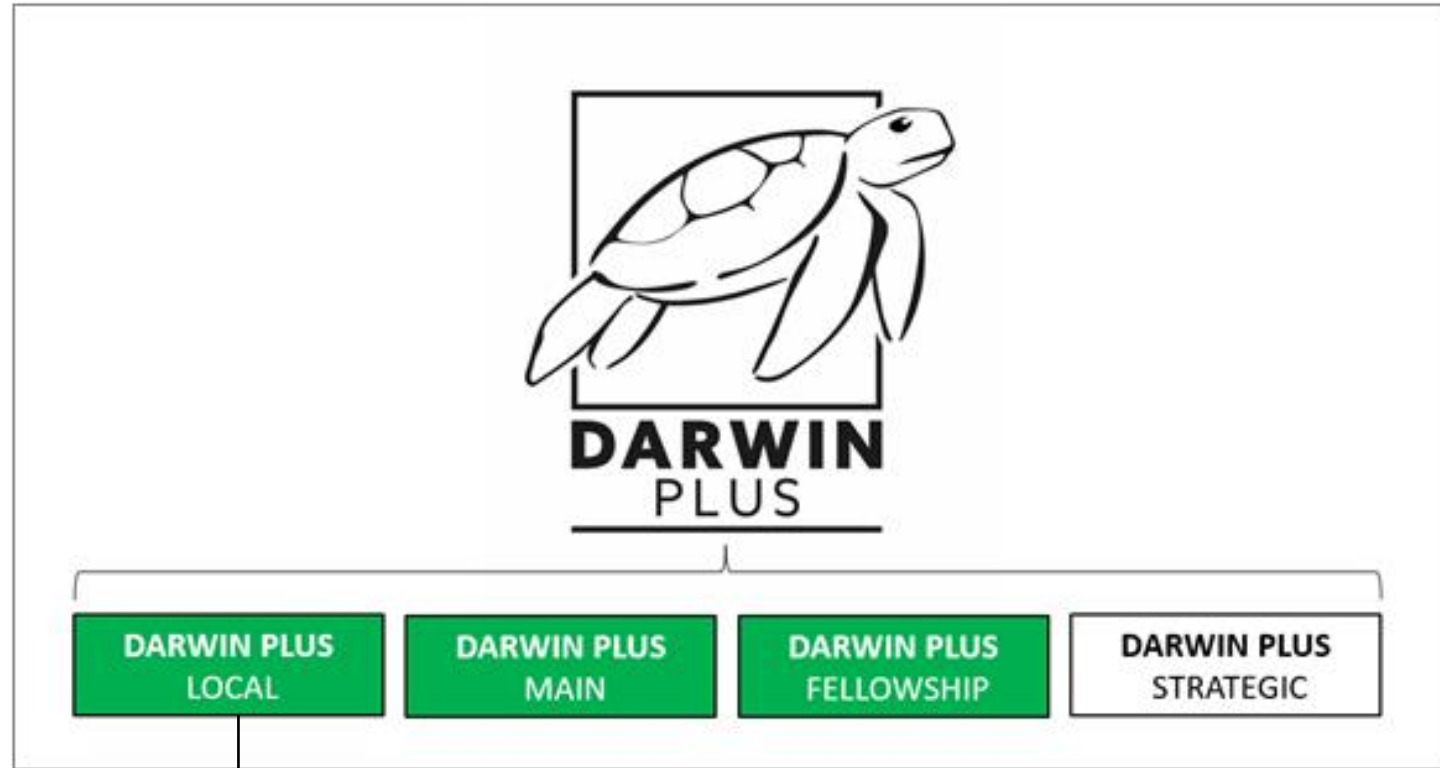 DARWIN
PLUS
DARWIN PLUS
LOCAL
DARWIN PLUS
MAIN
DARWIN PLUS
FELLOWSHIP
DARWIN PLUS
STRATEGIC